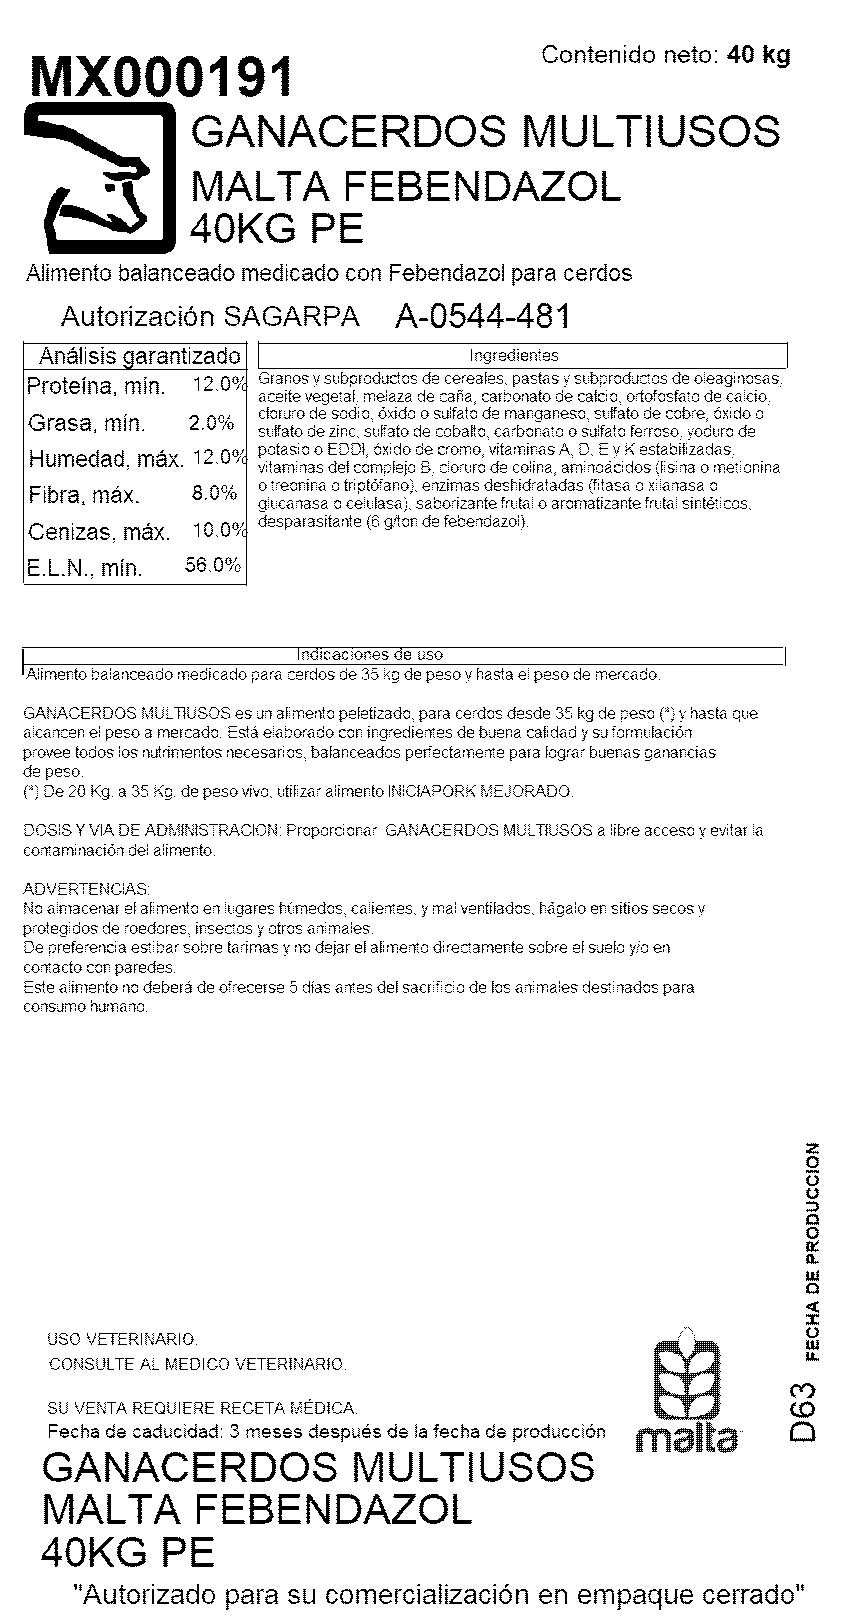 Contenido neto: 40 kg
MX000191
GANACERDOS MULTIUSOS
MALTA FEBENDAZOL
40KG PE
Alimento balanceado medicado con Febendazol para cerdos
Autorización SAGARPA A-0544-481
Análisis garantizado
Proteína, mín. 12.0%
Grasa, mín. 2.0%
Humedad, máx. 12.0%
Fibra, máx. 8.0%
Cenizas, máx. 10.0%
E.L.N., mín. 56.0%
Ingredientes
Granos y subproductos de cereales, pastas y subproductos de oleaginosas,
aceite vegetal, melaza de caña, carbonato de calcio, ortofosfato de calcio,
cloruro de sodio, óxido o sulfato de manganeso, sulfato de cobre, óxido o
sulfato de zinc, sulfato de cobalto, carbonato o sulfato ferroso, yoduro de
potasio o EDDI, óxido de cromo, vitaminas A, D, E y K estabilizadas,
vitaminas del complejo B, cloruro de colina, aminoácidos (lisina o metionina
o treonina o triptófano), enzimas deshidratadas (fitasa o xilanasa o
glucanasa o celulasa), saborizante frutal o aromatizante frutal sintéticos,
desparasitante (6 g/ton de febendazol).
Indicaciones de uso
Alimento balanceado medicado para cerdos de 35 kg de peso y hasta el peso de mercado.
GANACERDOS MULTIUSOS es un alimento peletizado, para cerdos desde 35 kg de peso (*) y hasta que
alcancen el peso a mercado. Está elaborado con ingredientes de buena calidad y su formulación
provee todos los nutrimentos necesarios, balanceados perfectamente para lograr buenas ganancias
de peso.
(*) De 20 Kg. a 35 Kg. de peso vivo, utilizar alimento INICIAPORK MEJORADO.
DOSIS Y VIA DE ADMINISTRACION: Proporcionar GANACERDOS MULTIUSOS a libre acceso y evitar la
contaminación del alimento.
ADVERTENCIAS:
No almacenar el alimento en lugares húmedos, calientes, y mal ventilados, hágalo en sitios secos y
protegidos de roedores, insectos y otros animales.
De preferencia estibar sobre tarimas y no dejar el alimento directamente sobre el suelo y/o en
contacto con paredes.
Este alimento no deberá de ofrecerse 5 días antes del sacrificio de los animales destinados para
consumo humano.
FECHA DE PRODUCCION
D63
USO VETERINARIO.
CONSULTE AL MEDICO VETERINARIO.
SU VENTA REQUIERE RECETA MÉDICA.
Fecha de caducidad: 3 meses después de la fecha de producción
malta
GANACERDOS MULTIUSOS
MALTA FEBENDAZOL
40KG PE
"Autorizado para su comercialización en empaque cerrado"